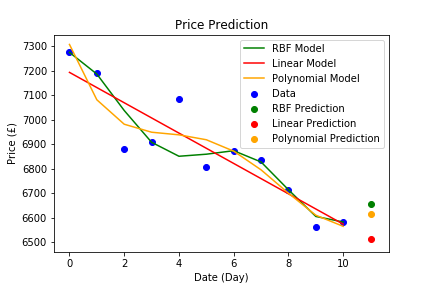 Price Prediction
7300
7200
7100
7000
6900
6800
6700
6600
6500
Price (£)
RBF Model
Linear Model
Polynomial Model
Data
RBF Prediction
Linear Prediction
Polynomial Prediction
0 2 4 6 8 10
Date (Day)